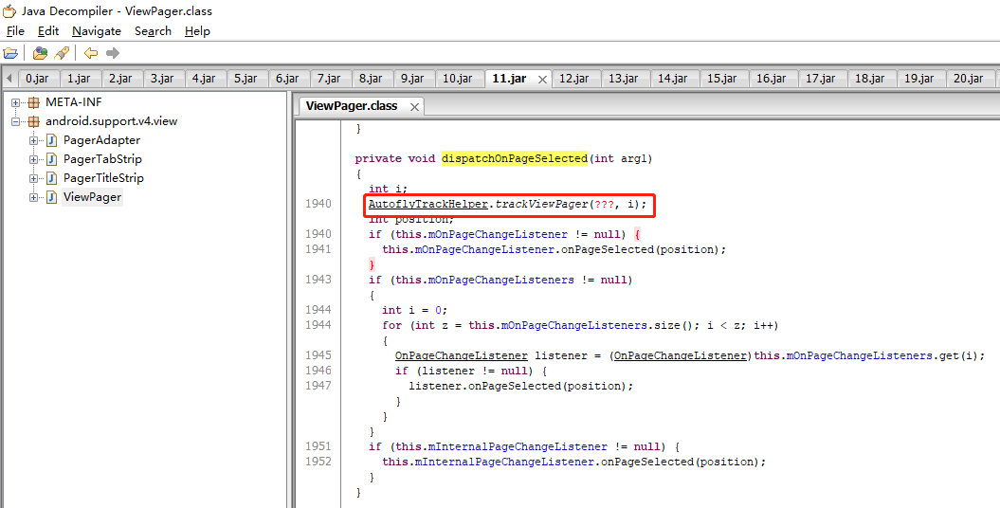 Java Decompiler - ViewPager.class
File Edit Navigate Search Help
0.jar 1.jar 2.jar 3.jar 4.jar 5.jar 6.jar 7.jar 8.jar 9.jar 10.jar 11.jar 12.jar 13.jar 14.jar 15.jar 16.jar 17.jar 18.jar 19.jar 20.jar
META-INF
android.support.v4.view
PagerAdapter
PagerTabStrip
PagerTitleStrip
ViewPager
ViewPager.class
}
private void dispatchOnPageSelected(int arg1)
{
int i;
1940 AutoflyTrackHelper.trackViewPager(???, i);
int position;
1940 if (this.mOnPageChangeListener != null) {
1941 this.mOnPageChangeListener.onPageSelected(position);
}
1943 if (this.mOnPageChangeListeners != null)
{
1944 int i = 0;
1944 for (int z = this.mOnPageChangeListeners.size(); i < z; i++)
{
1945 OnPageChangeListener listener = (OnPageChangeListener)this.mOnPageChangeListeners.get(i);
1946 if (listener != null) {
1947 listener.onPageSelected(position);
}
}
}
1951 if (this.mInternalPageChangeListener != null) {
1952 this.mInternalPageChangeListener.onPageSelected(position);
}
}